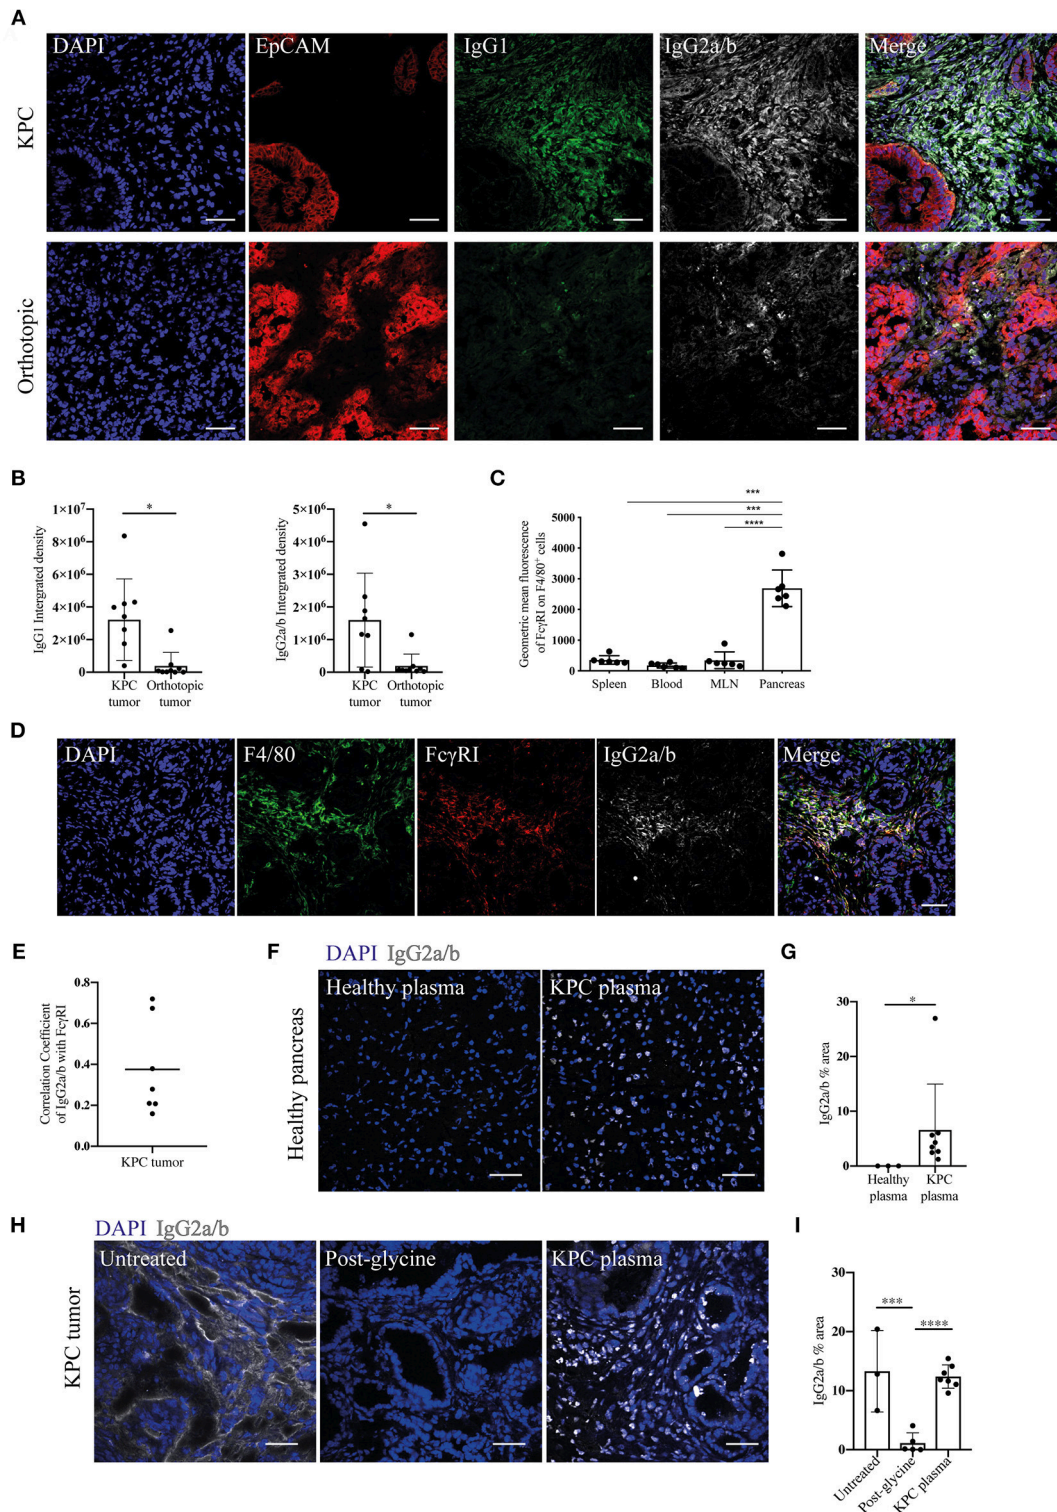 A
DAPI EpCAM IgG1 IgG2a/b Merge
KPC
Orthotopic
B
IgG1 Intergrated density
1×10⁷
8×10⁶
6×10⁶
4×10⁶
2×10⁶
0
*
KPC tumor
Orthotopic tumor
IgG2a/b Intergrated density
5×10⁶
4×10⁶
3×10⁶
2×10⁶
1×10⁶
0
*
KPC tumor
Orthotopic tumor
C
Geometric mean fluorescence
of FcγRI on F4/80⁺ cells
5000
4000
3000
2000
1000
0
***
***
****
Spleen Blood MLN Pancreas
D
DAPI F4/80 FcγRI IgG2a/b Merge
E
Correlation Coefficient
of IgG2a/b with FcγRI
0.8
0.6
0.4
0.2
0.0
KPC tumor
F
DAPI IgG2a/b
Healthy plasma KPC plasma
Healthy pancreas
G
IgG2a/b % area
30
20
10
0
*
Healthy plasma
KPC plasma
H
DAPI IgG2a/b
Untreated Post-glycine KPC plasma
KPC tumor
I
IgG2a/b % area
30
20
10
0
***
****
Untreated
Post-glycine
KPC plasma